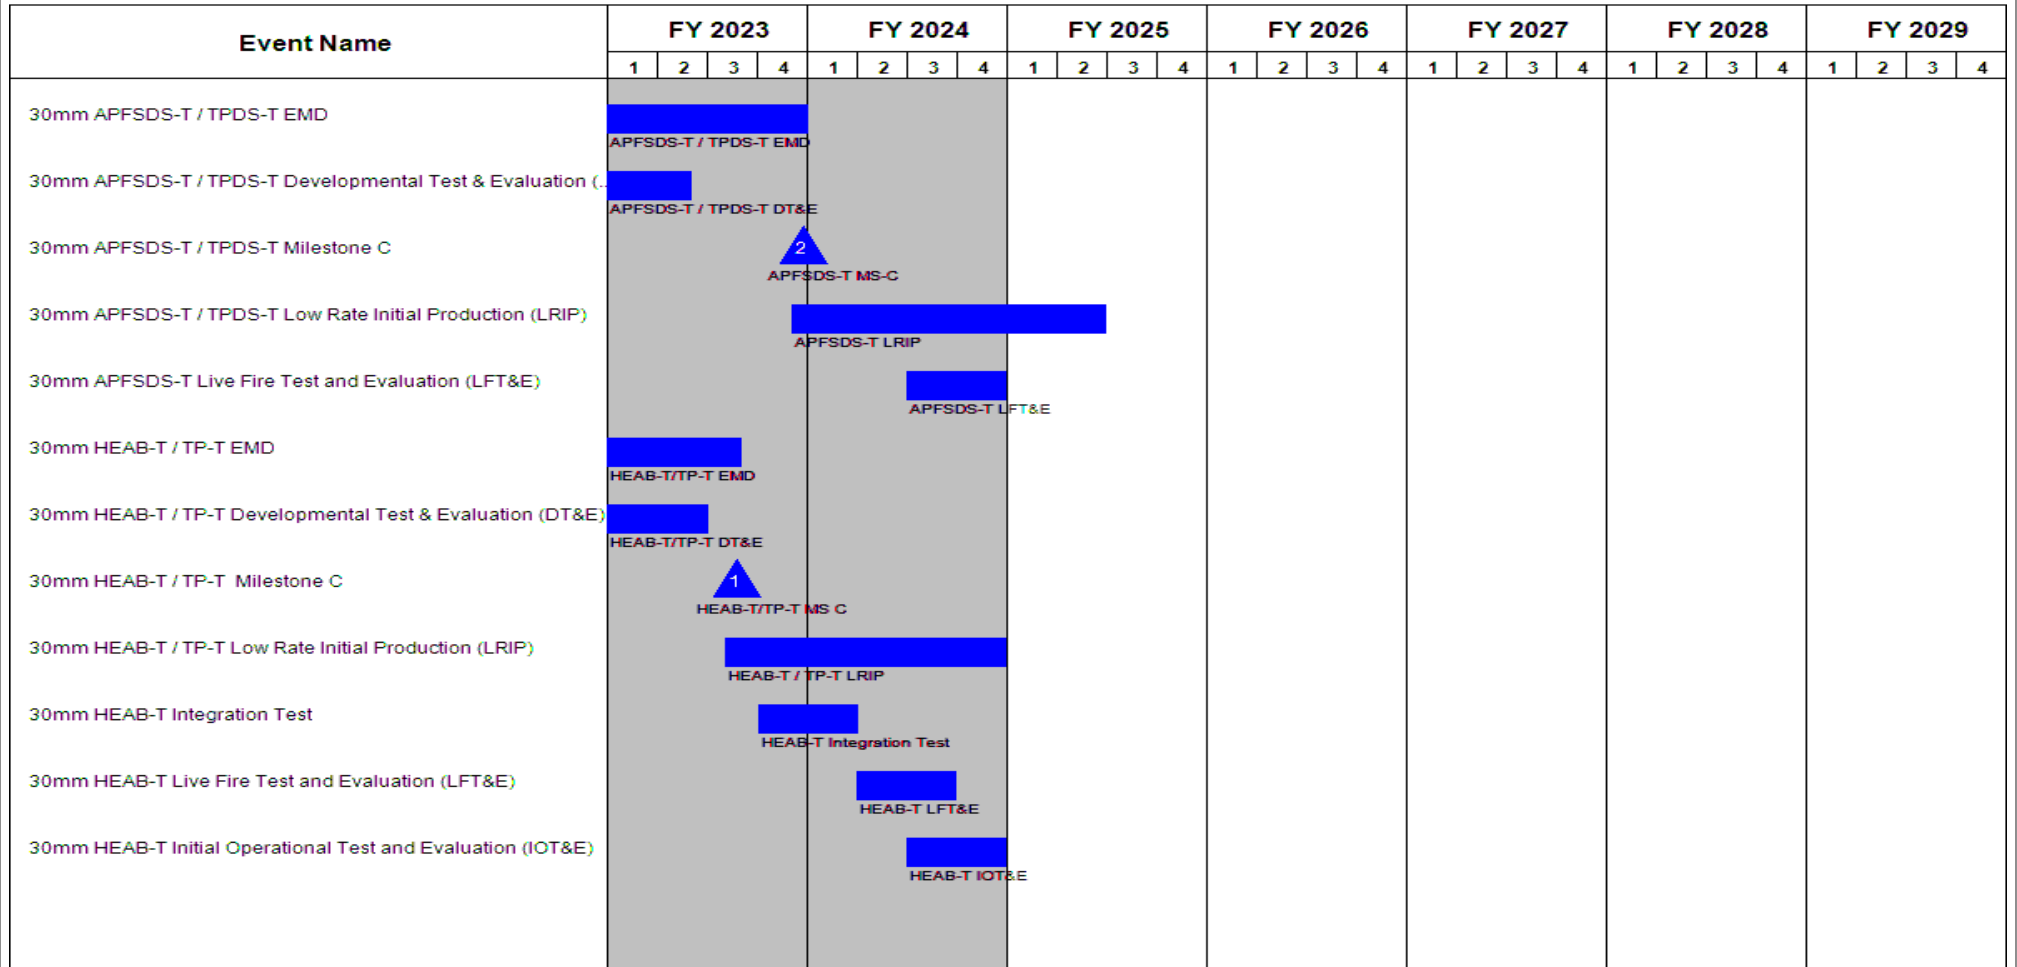 Event Name FY 2023 FY 2024 FY 2025 FY 2026 FY 2027 FY 2028 FY 2029
1 2 3 4 1 2 3 4 1 2 3 4 1 2 3 4 1 2 3 4 1 2 3 4 1 2 3 4
30mm APFSDS-T / TPDS-T EMD
APFSDS-T / TPDS-T EMD
30mm APFSDS-T / TPDS-T Developmental Test & Evaluation (..
APFSDS-T / TPDS-T DT&E
30mm APFSDS-T / TPDS-T Milestone C
2
APFSDS-T MS-C
30mm APFSDS-T / TPDS-T Low Rate Initial Production (LRIP)
APFSDS-T LRIP
30mm APFSDS-T Live Fire Test and Evaluation (LFT&E)
APFSDS-T LFT&E
30mm HEAB-T / TP-T EMD
HEAB-T/TP-T EMD
30mm HEAB-T / TP-T Developmental Test & Evaluation (DT&E)
HEAB-T/TP-T DT&E
30mm HEAB-T / TP-T  Milestone C
1
HEAB-T/TP-T MS C
30mm HEAB-T / TP-T Low Rate Initial Production (LRIP)
HEAB-T / TP-T LRIP
30mm HEAB-T Integration Test
HEAB-T Integration Test
30mm HEAB-T Live Fire Test and Evaluation (LFT&E)
HEAB-T LFT&E
30mm HEAB-T Initial Operational Test and Evaluation (IOT&E)
HEAB-T IOT&E